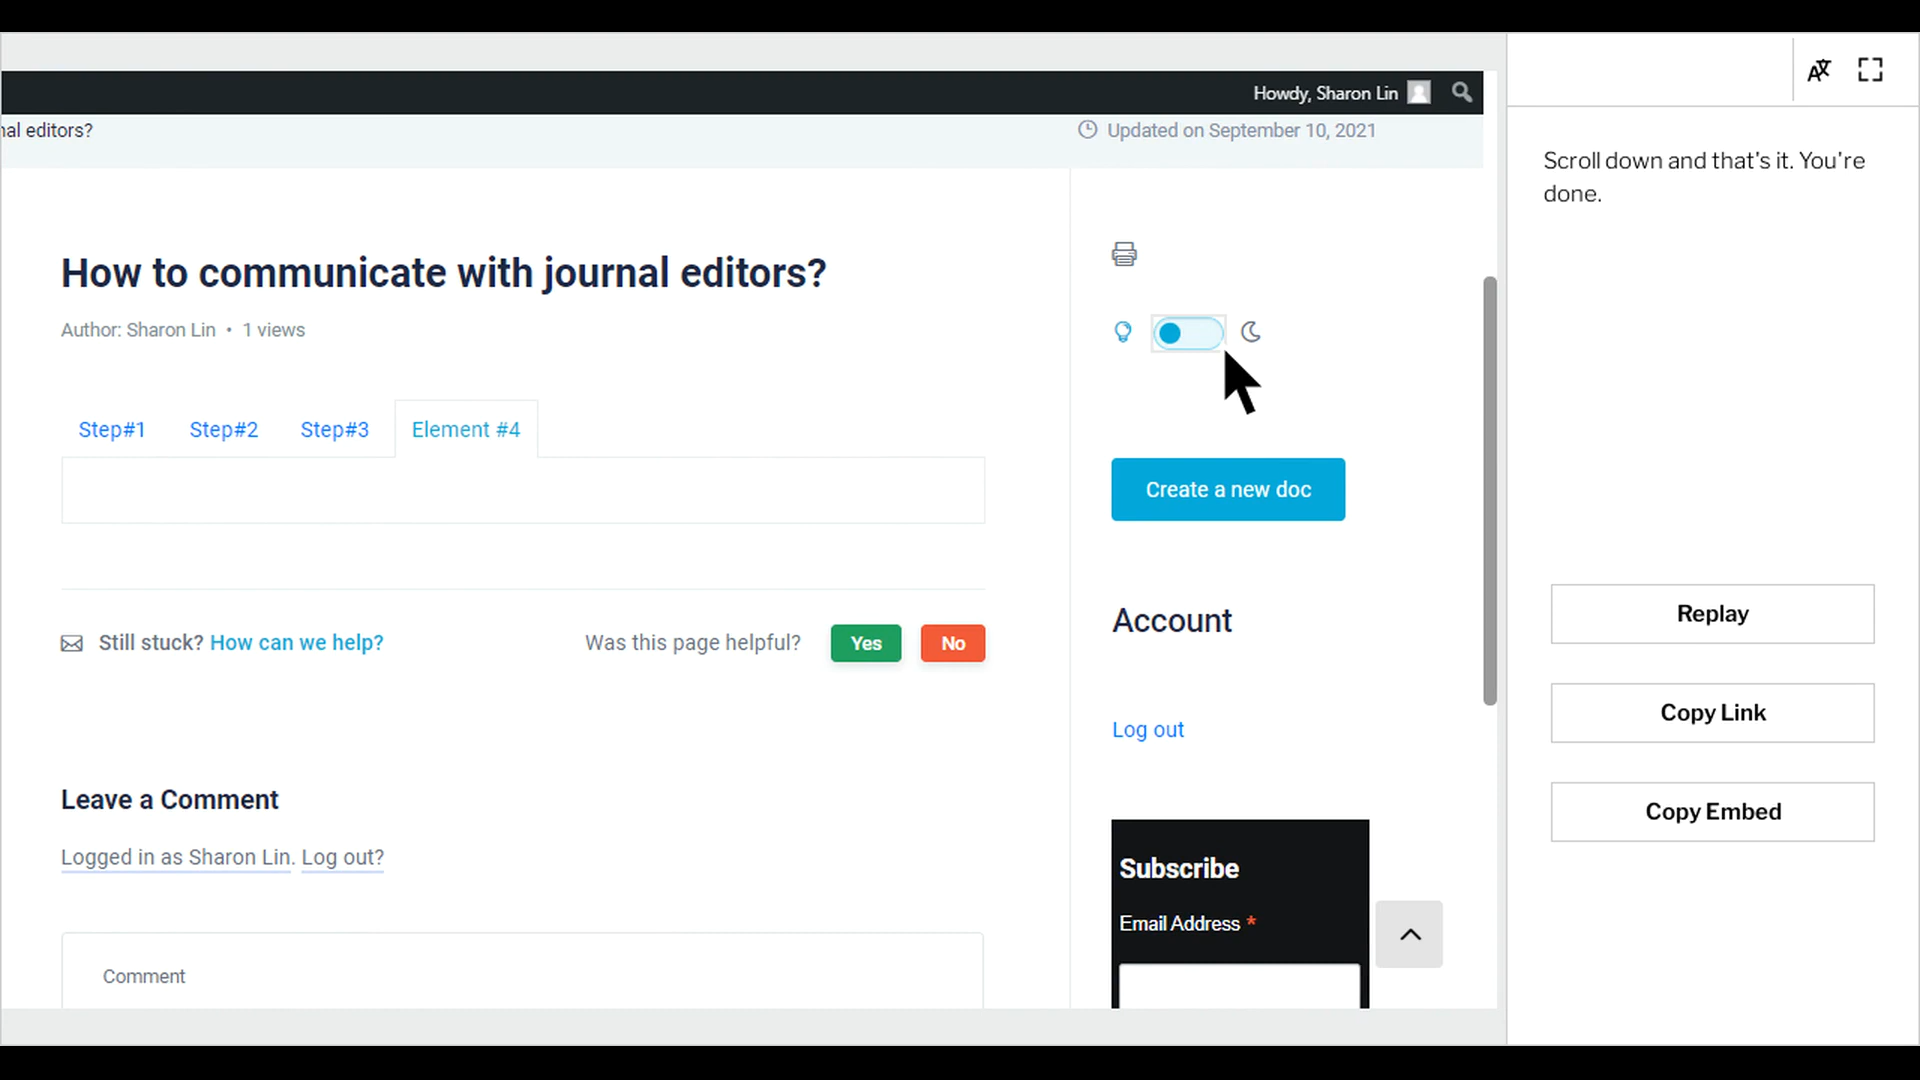 Howdy, Sharon Lin
nal editors?
Updated on September 10, 2021
How to communicate with journal editors?
Author: Sharon Lin • 1 views
Step#1 Step#2 Step#3 Element #4
Still stuck? How can we help?
Was this page helpful? Yes No
Leave a Comment
Logged in as Sharon Lin. Log out?
Comment
Create a new doc
Account
Log out
Subscribe
Email Address *
Scroll down and that's it. You're
done.
Replay
Copy Link
Copy Embed